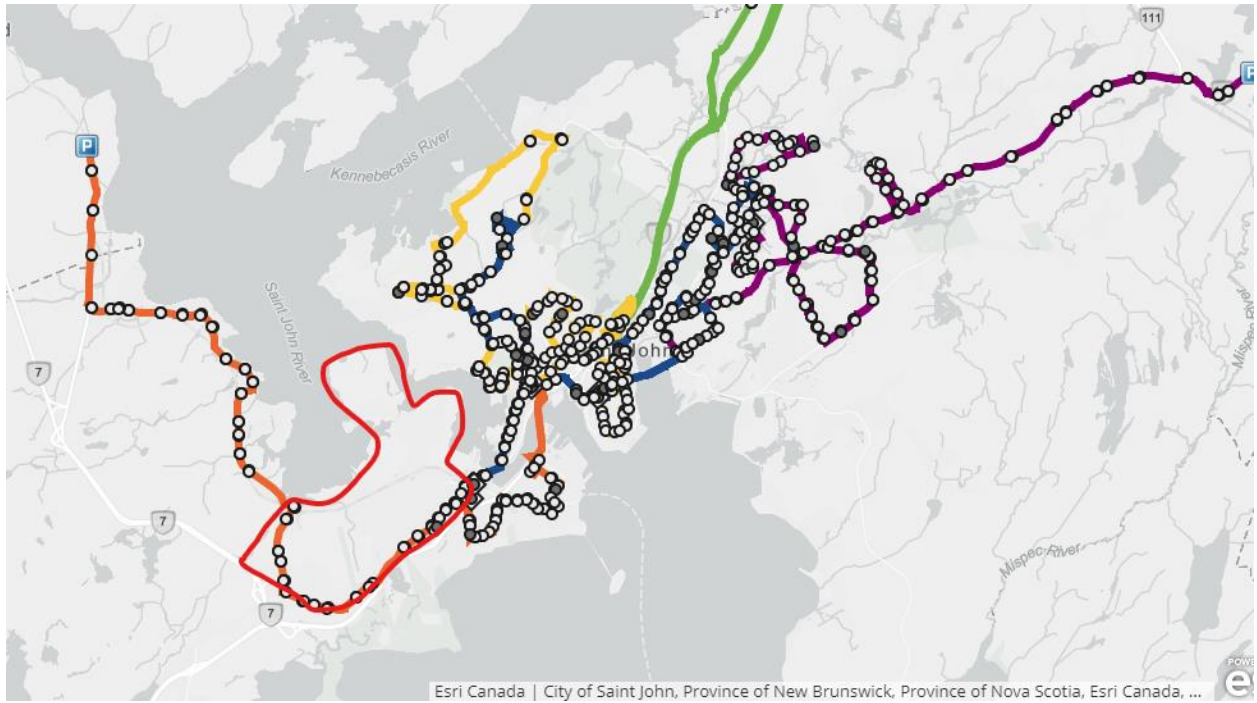 111
P
P
Kennebecasis River
Saint John River
John
7
7
7
Mispec River
Mispec River
Esri Canada | City of Saint John, Province of New Brunswick, Province of Nova Scotia, Esri Canada, ...
POWE